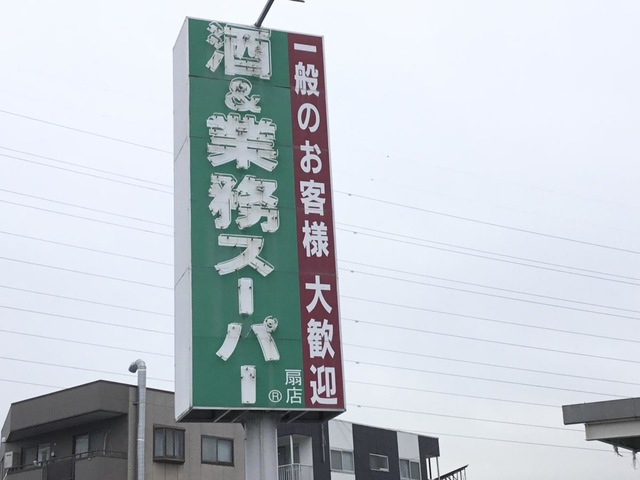 一般のお客様 大歓迎
酒&業務スーパー
扇店
®